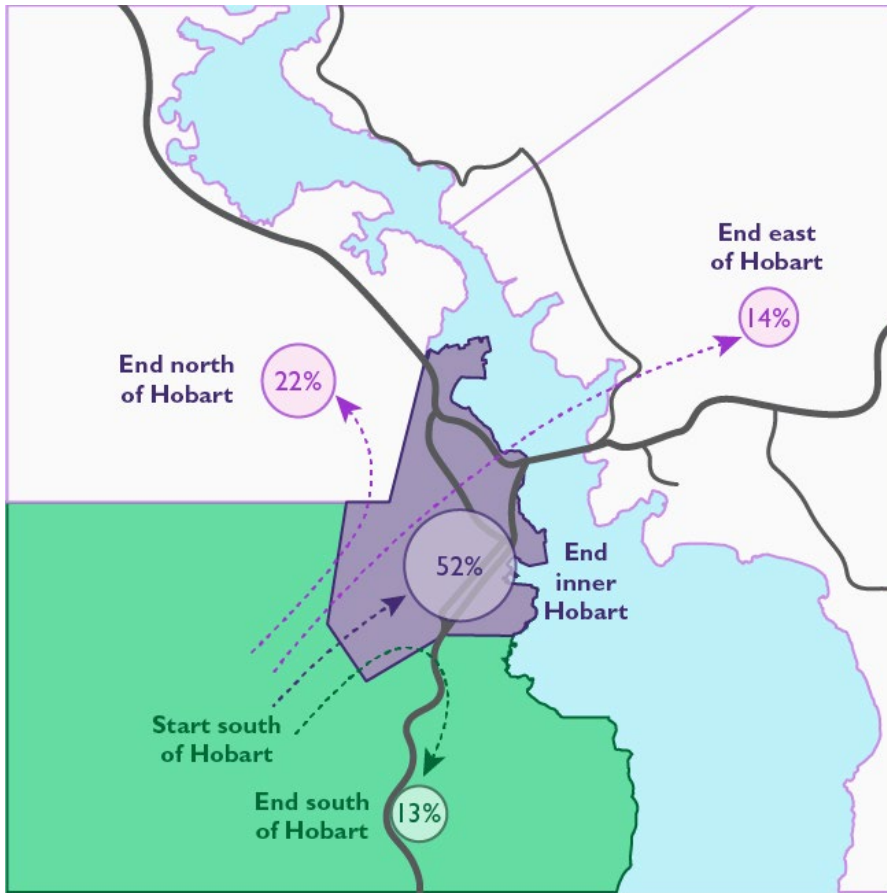 End east
of Hobart
14%
End north
of Hobart
22%
52%
End
inner
Hobart
Start south
of Hobart
End south
of Hobart
13%